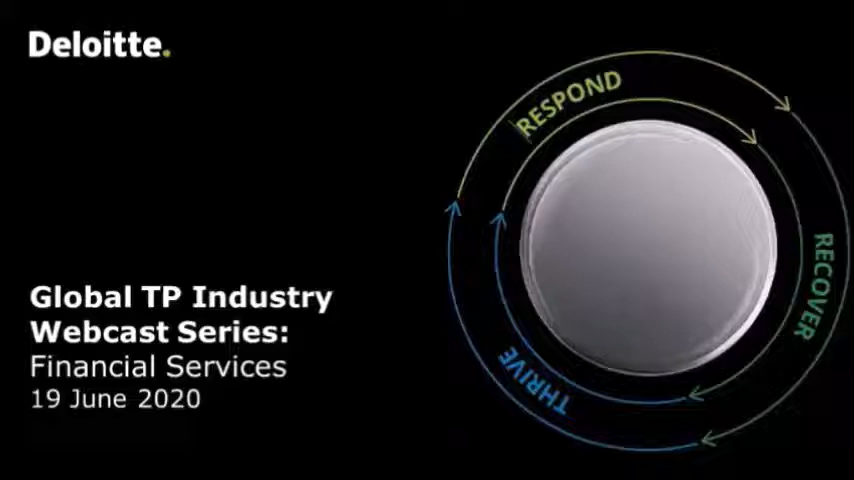 Deloitte.
RESPOND
RECOVER
THRIVE
Global TP Industry
Webcast Series:
Financial Services
19 June 2020